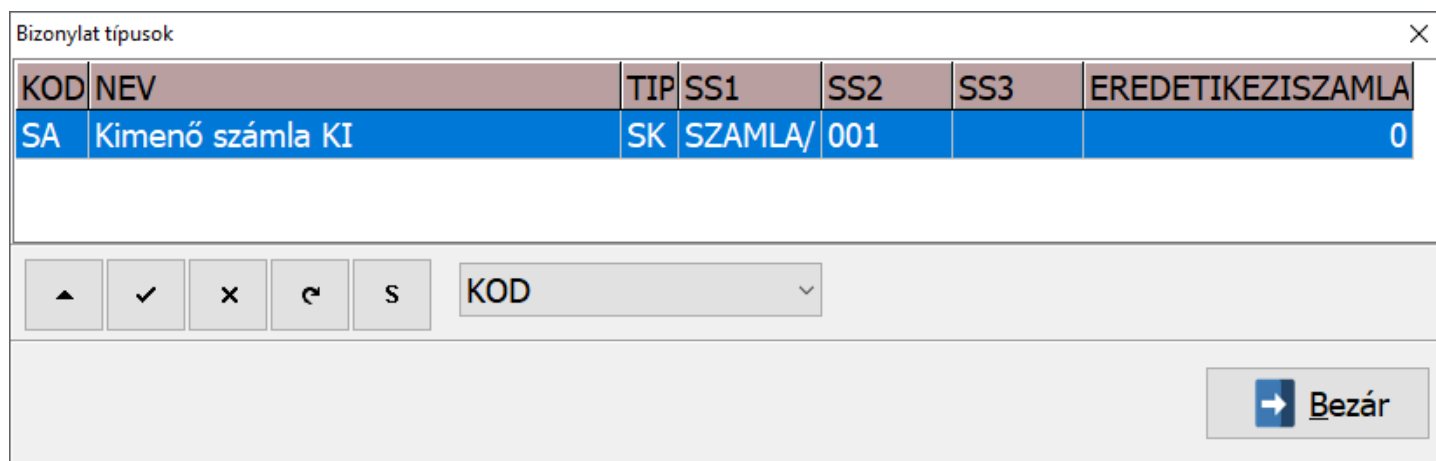 Bizonylat típusok
KOD NEV TIP SS1 SS2 SS3 EREDETIKEZISZAMLA
SA Kimenő számla KI SK SZAMLA/ 001 0
S KOD
Bezár